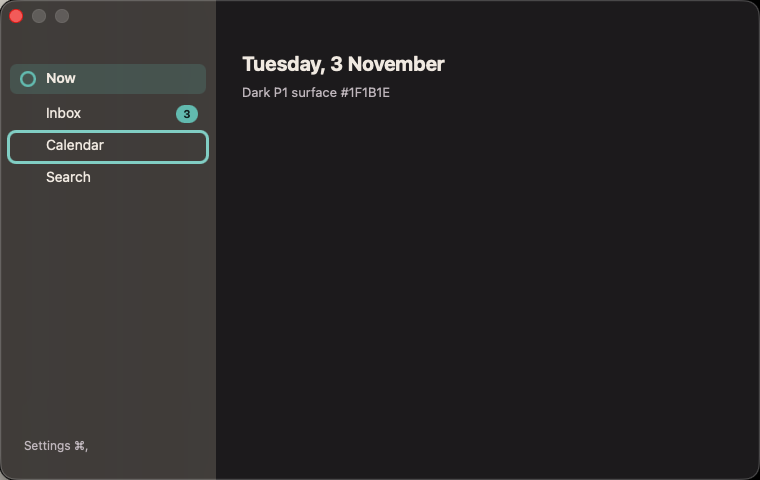 Now
Inbox 3
Calendar
Search
Settings ⌘,
Tuesday, 3 November
Dark P1 surface #1F1B1E